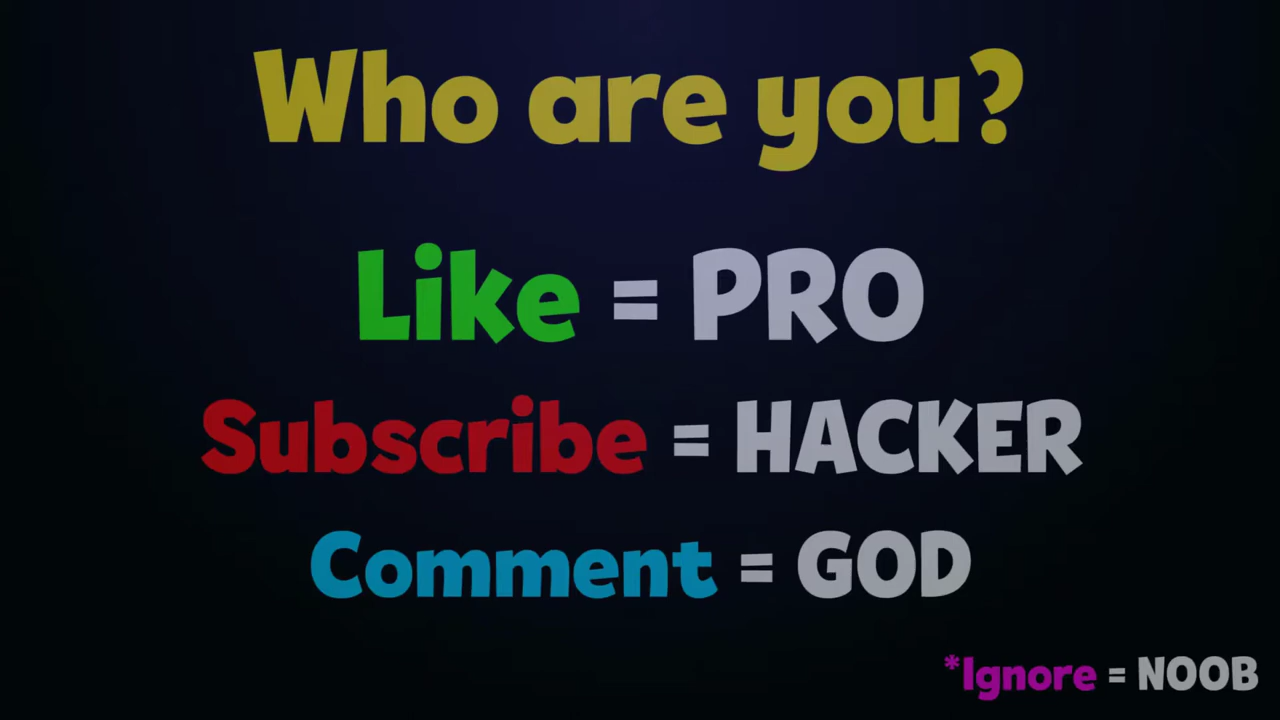 Who are you?
Like = PRO
Subscribe = HACKER
Comment = GOD
*Ignore = NOOB